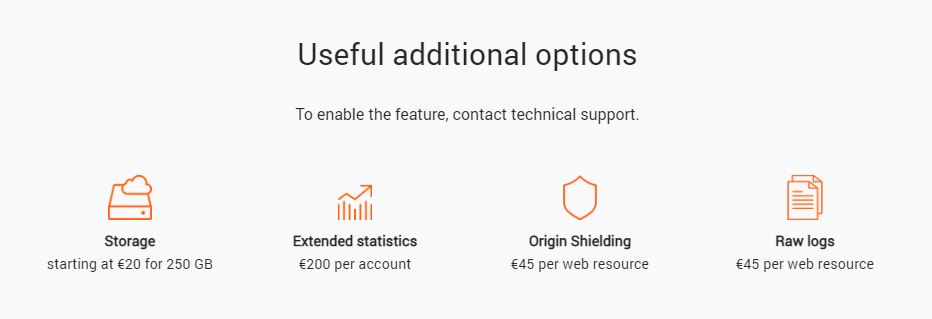 Useful additional options
To enable the feature, contact technical support.
Storage
starting at €20 for 250 GB
Extended statistics
€200 per account
Origin Shielding
€45 per web resource
Raw logs
€45 per web resource